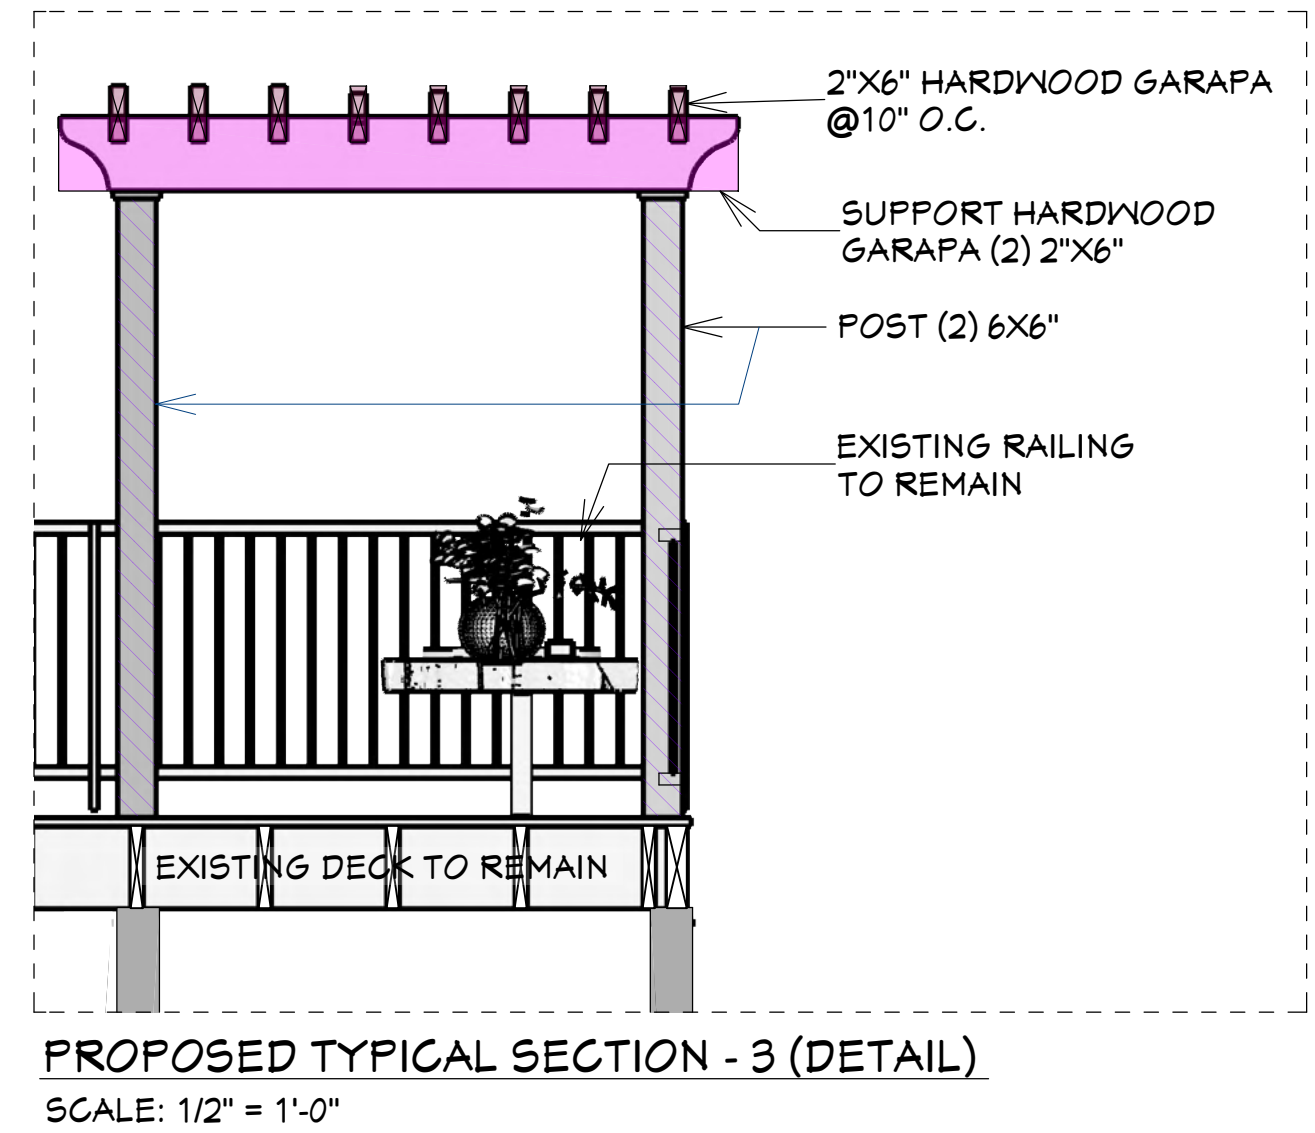 2"X6" HARDWOOD GARAPA
@10" O.C.
SUPPORT HARDWOOD
GARAPA (2) 2"X6"
POST (2) 6X6"
EXISTING RAILING
TO REMAIN
EXISTING DECK TO REMAIN
PROPOSED TYPICAL SECTION - 3 (DETAIL)
SCALE: 1/2" = 1'-0"